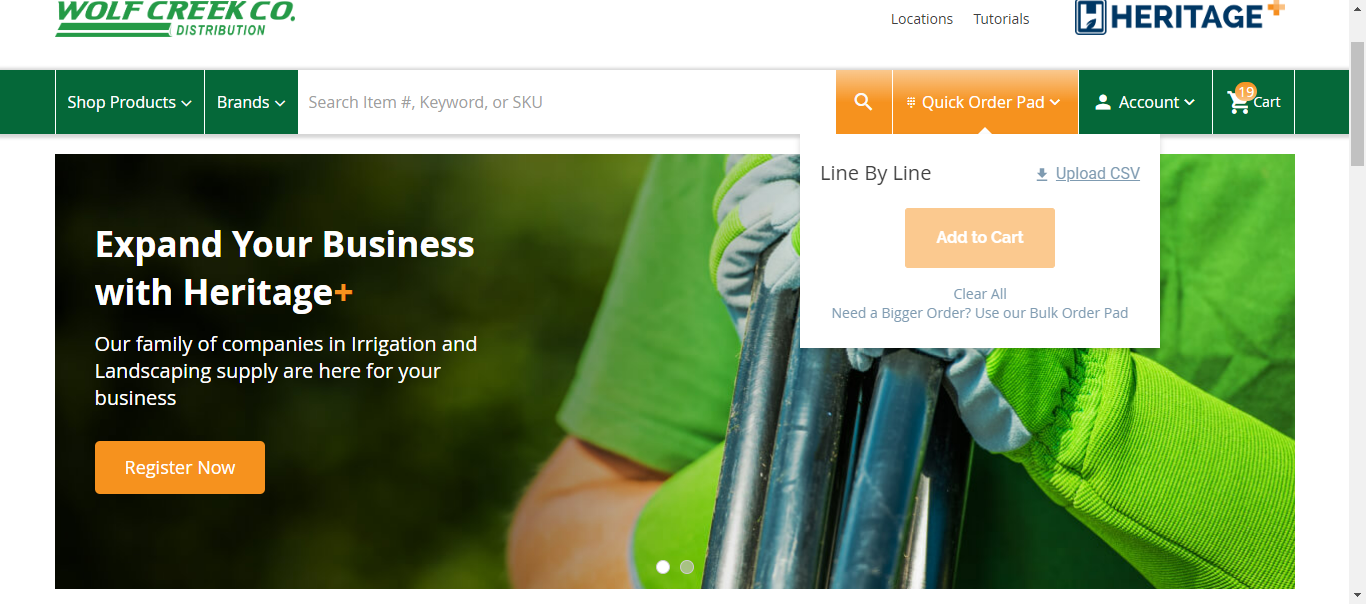 WOLF CREEK CO.
DISTRIBUTION
Locations
Tutorials
HERITAGE+
Shop Products
Brands
Search Item #, Keyword, or SKU
Quick Order Pad
Account
19
Cart
Line By Line
Upload CSV
Add to Cart
Clear All
Need a Bigger Order? Use our Bulk Order Pad
Expand Your Business
with Heritage+
Our family of companies in Irrigation and
Landscaping supply are here for your
business
Register Now